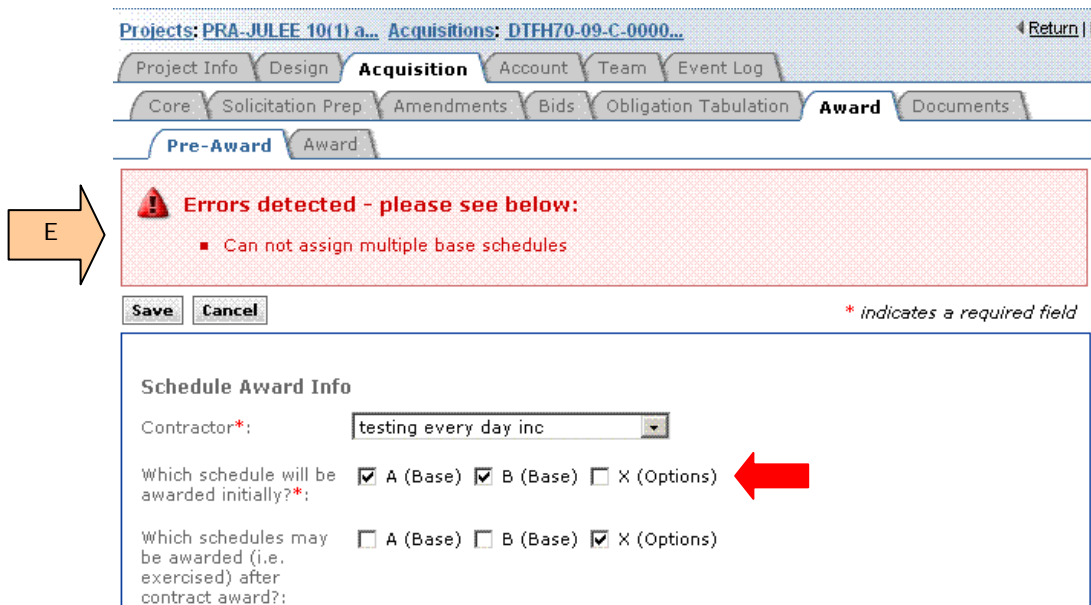 Projects: PRA-JULEE 10(1) a... Acquisitions: DTFH70-09-C-0000... Return |
Project Info Design Acquisition Account Team Event Log
Core Solicitation Prep Amendments Bids Obligation Tabulation Award Documents
Pre-Award Award
E
Errors detected - please see below:
Can not assign multiple base schedules
Save Cancel * indicates a required field
Schedule Award Info
Contractor*: testing every day inc
Which schedule will be A (Base) B (Base) X (Options)
awarded initially?*:
Which schedules may A (Base) B (Base) X (Options)
be awarded (i.e.
exercised) after
contract award?: